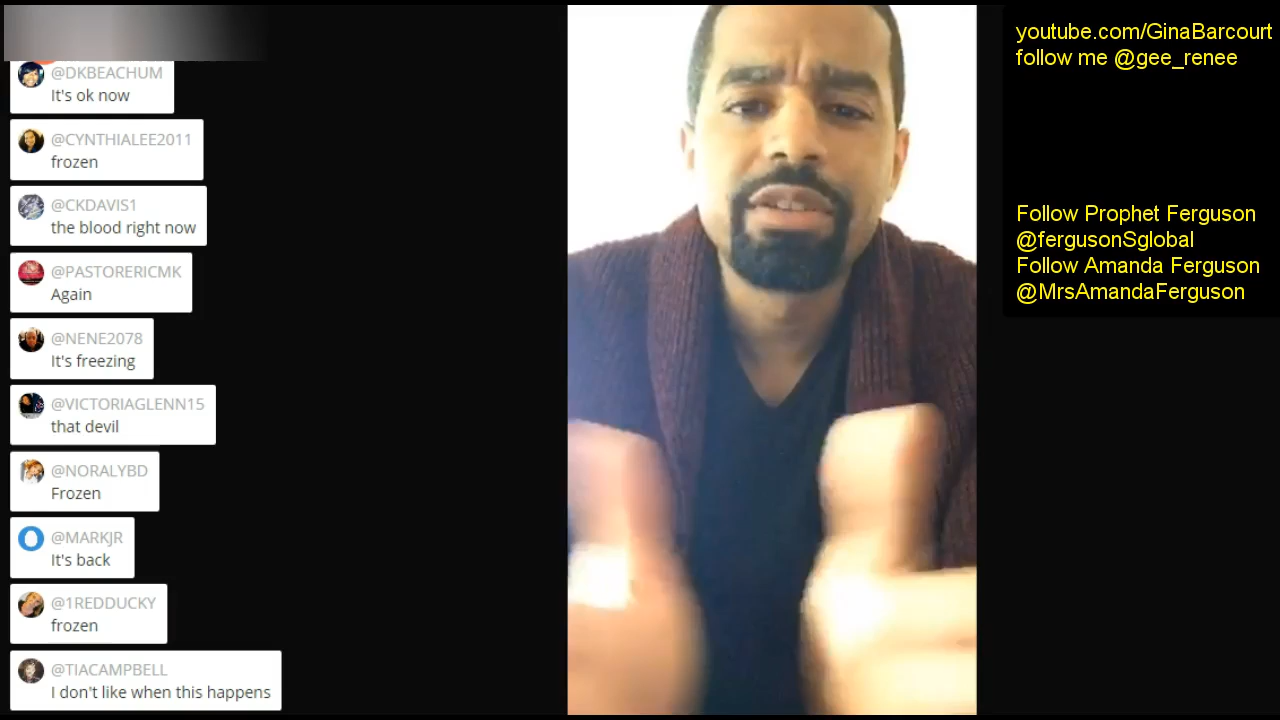 @DKBEACHUM
It's ok now
@CYNTHIALEE2011
frozen
@CKDAVIS1
the blood right now
@PASTORERICMK
Again
@NENE2078
It's freezing
@VICTORIAGLENN15
that devil
@NORALYBD
Frozen
@MARKJR
It's back
@1REDDUCKY
frozen
@TIACAMPBELL
I don't like when this happens
youtube.com/GinaBarcourt
follow me @gee_renee
Follow Prophet Ferguson
@fergusonSglobal
Follow Amanda Ferguson
@MrsAmandaFerguson